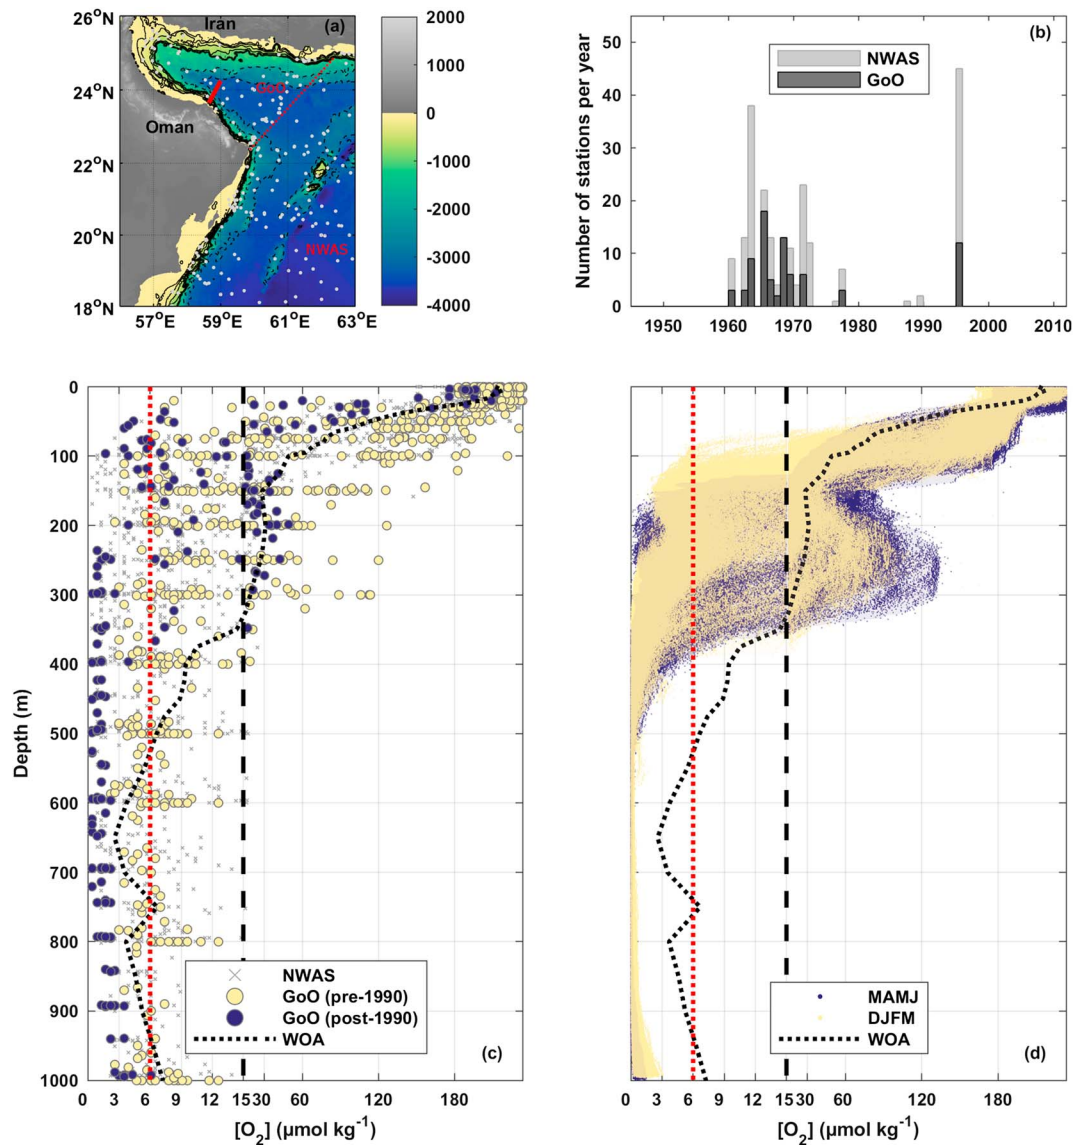 26°N
24°N
22°N
20°N
18°N
57°E
59°E
61°E
63°E
Iran
(a)
GoO
Oman
NWAS
2000
1000
0
-1000
-2000
-3000
-4000
Number of stations per year
50
40
30
20
10
0
1950
1960
1970
1980
1990
2000
2012
(b)
NWAS
GoO
Depth (m)
0
100
200
300
400
500
600
700
800
900
1000
NWAS
GoO (pre-1990)
GoO (post-1990)
WOA
(c)
0 3 6 9 12 15 30 60 120 180
[O₂] (μmol kg⁻¹)
MAMJ
DJFM
WOA
(d)
0 3 6 9 12 15 30 60 120 180
[O₂] (μmol kg⁻¹)